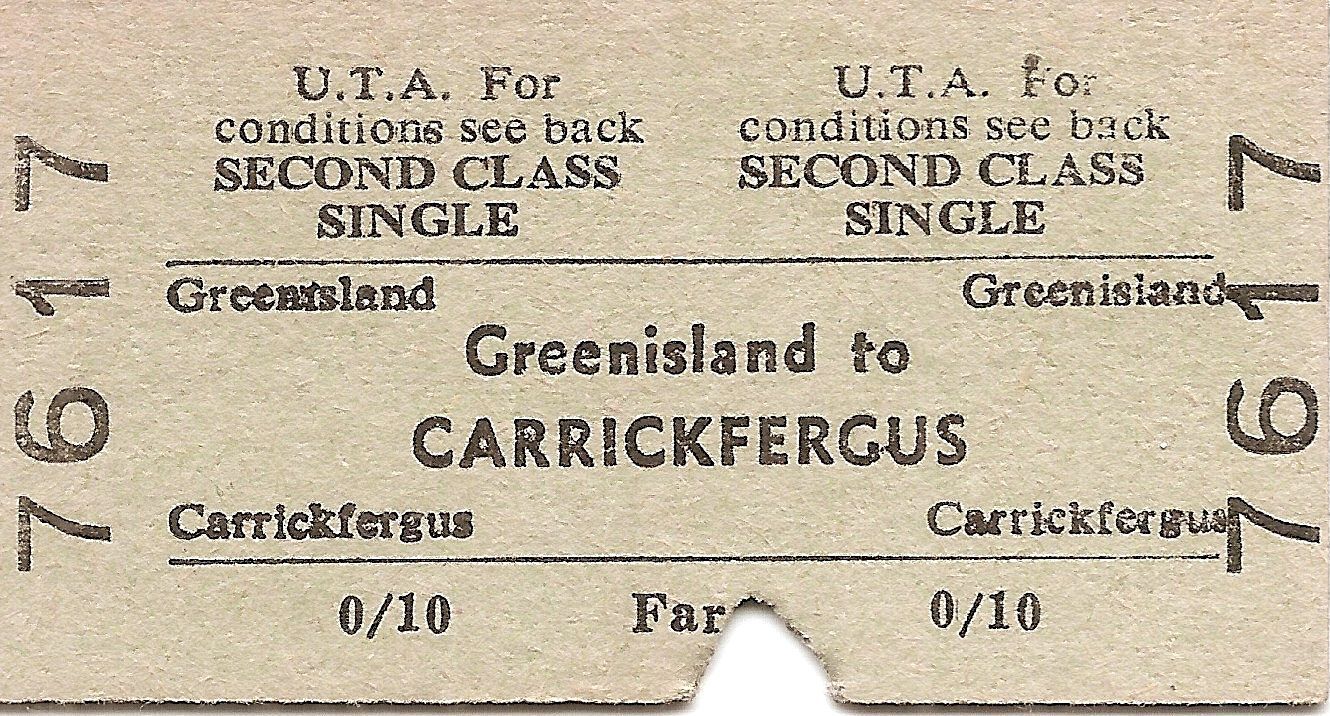 U.T.A. For U.T.A. For
conditions see back conditions see back
SECOND CLASS SECOND CLASS
SINGLE SINGLE
Greenisland Greenisland
Greenisland to
CARRICKFERGUS
Carrickfergus Carrickfergus
0/10 Far 0/10
7617
7617